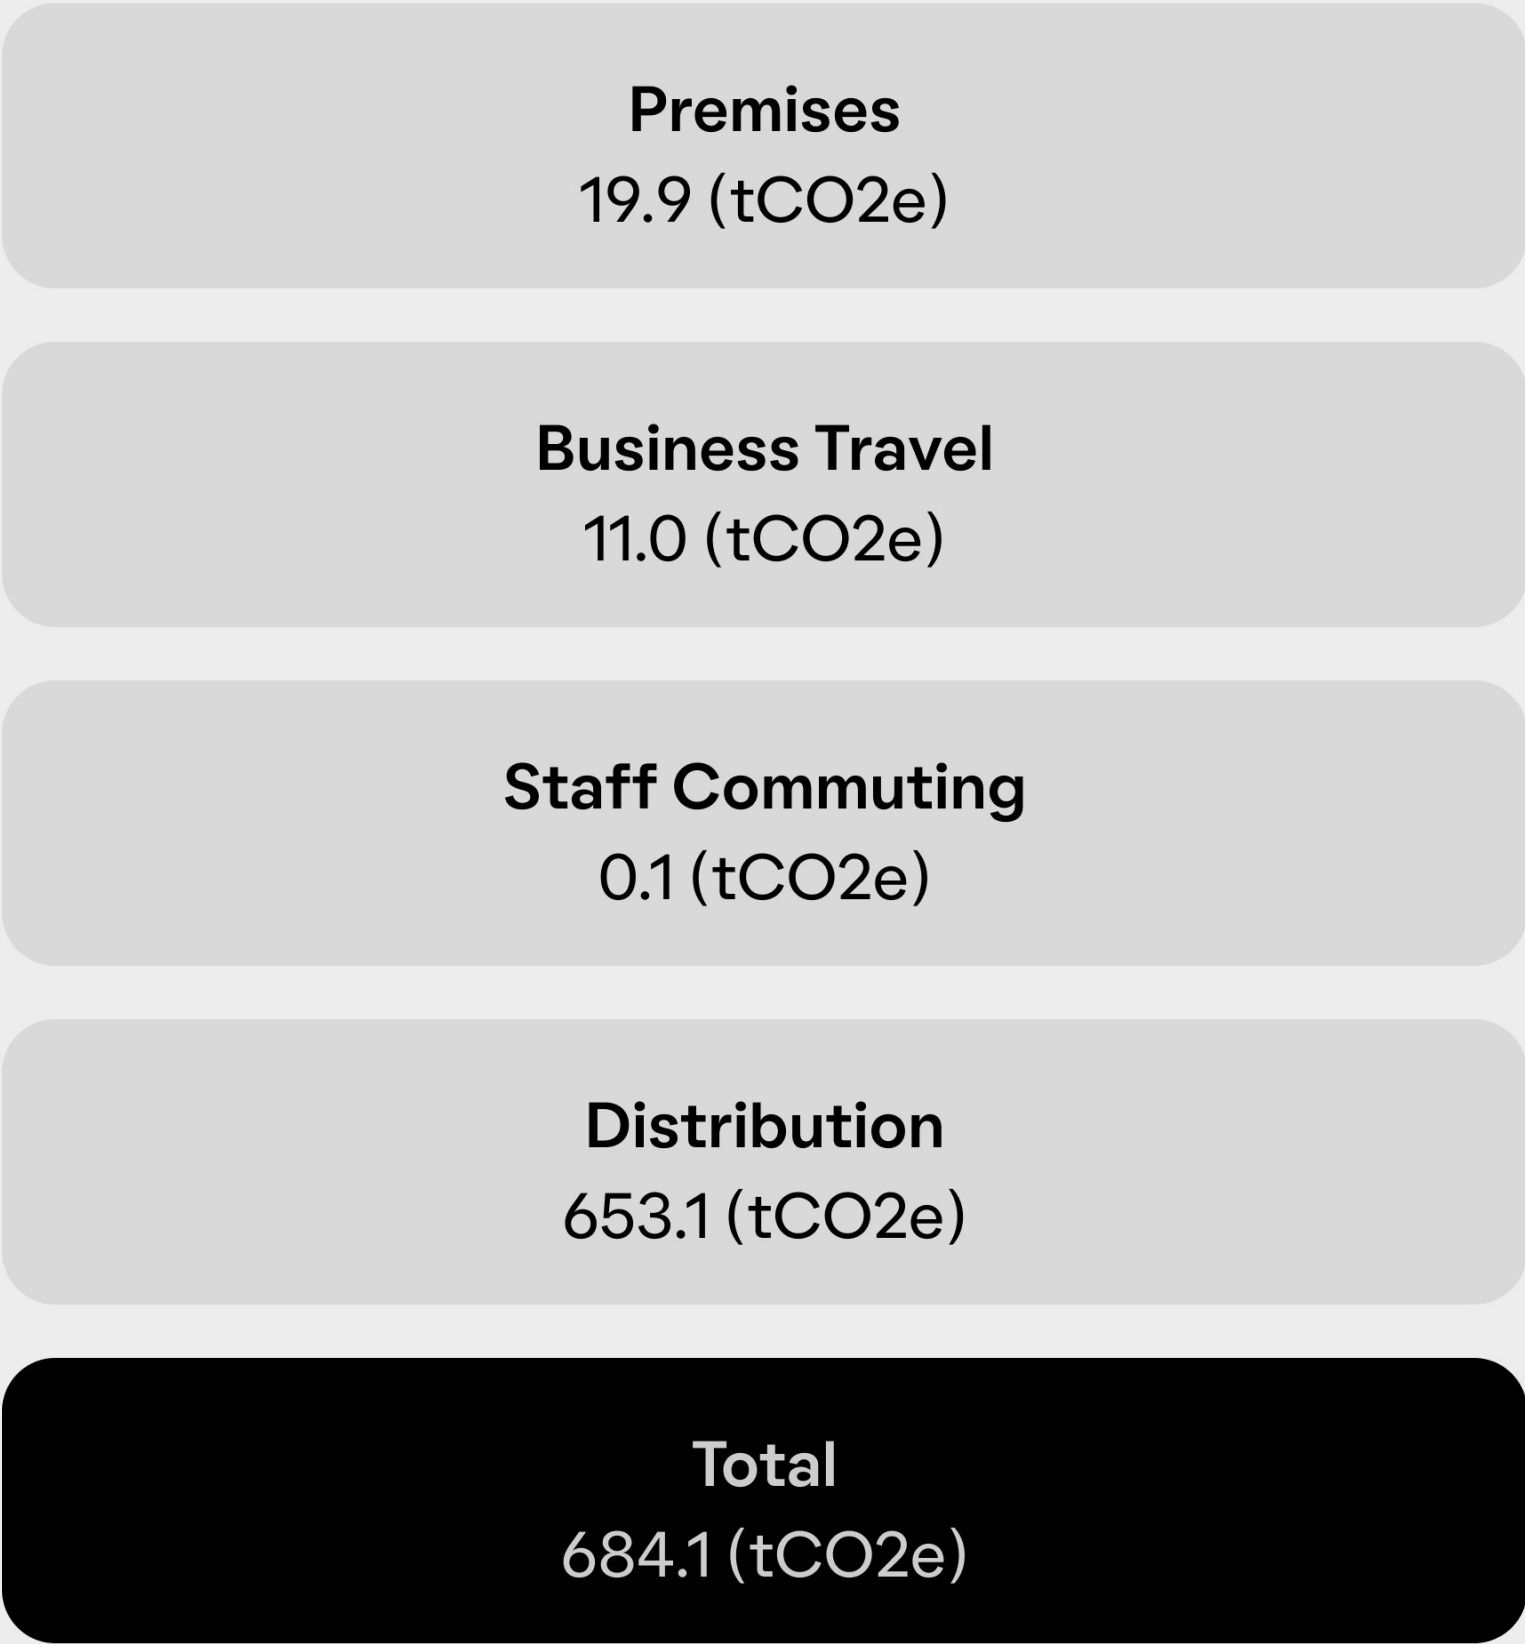 Premises
19.9 (tCO2e)
Business Travel
11.0 (tCO2e)
Staff Commuting
0.1 (tCO2e)
Distribution
653.1 (tCO2e)
Total
684.1 (tCO2e)